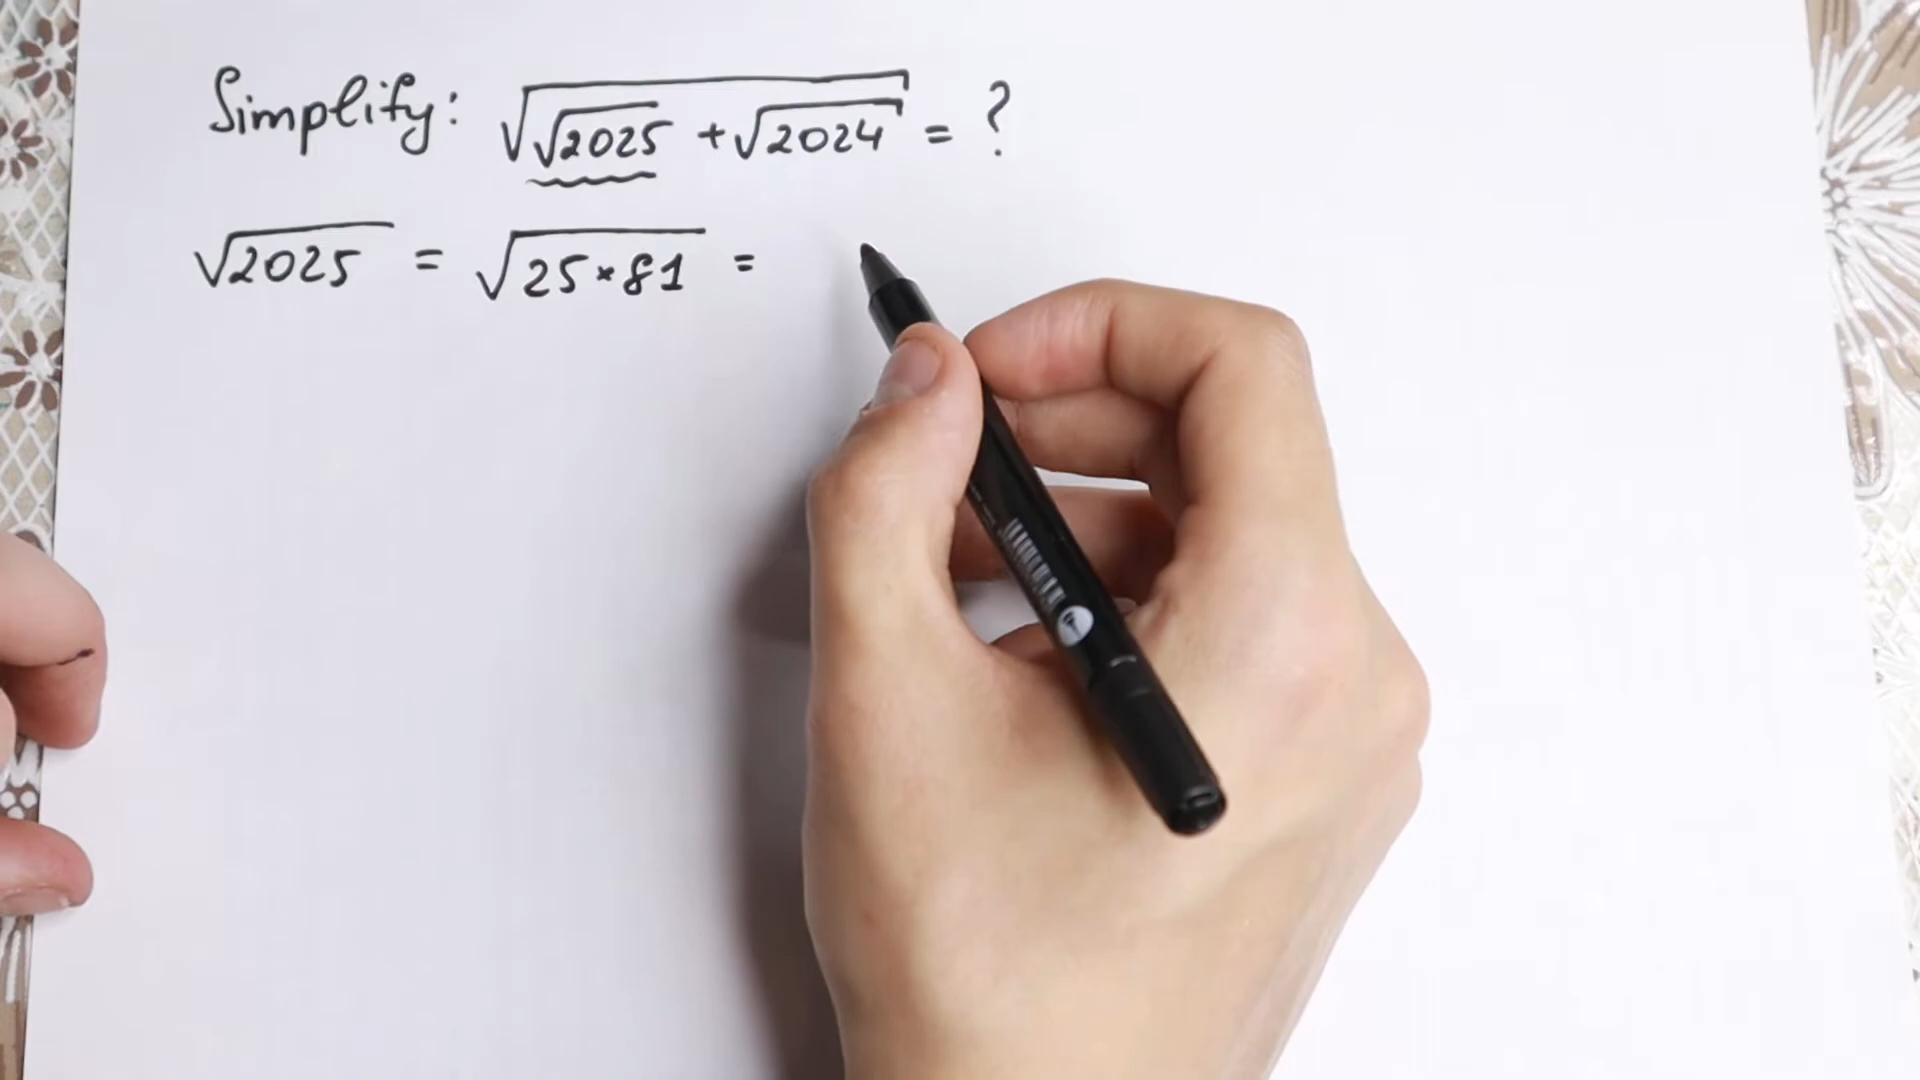 Simplify: √(√2025 + √2024) = ?
√2025 = √25*81 =